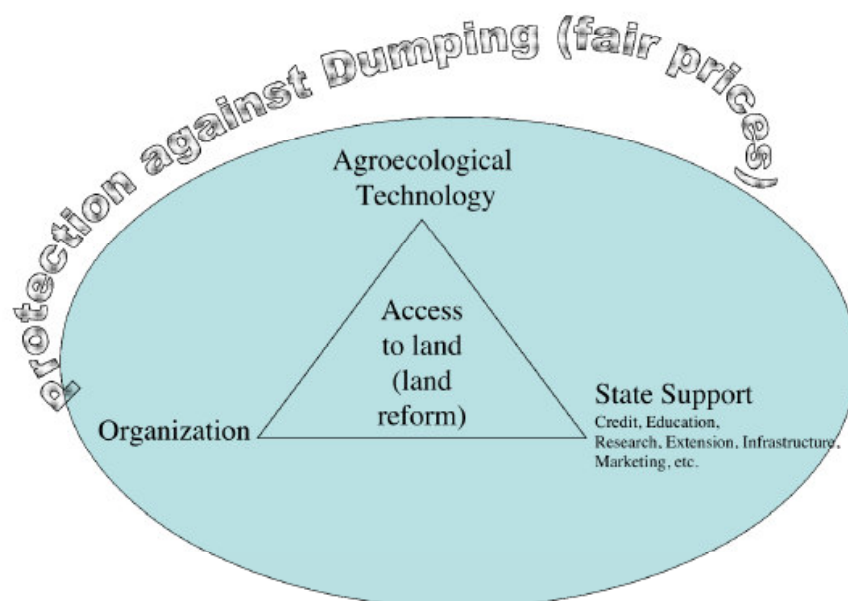 Protection against Dumping (fair prices)
Agroecological
Technology
Access
to land
(land
reform)
Organization
State Support
Credit, Education,
Research, Extension, Infrastructure,
Marketing, etc.